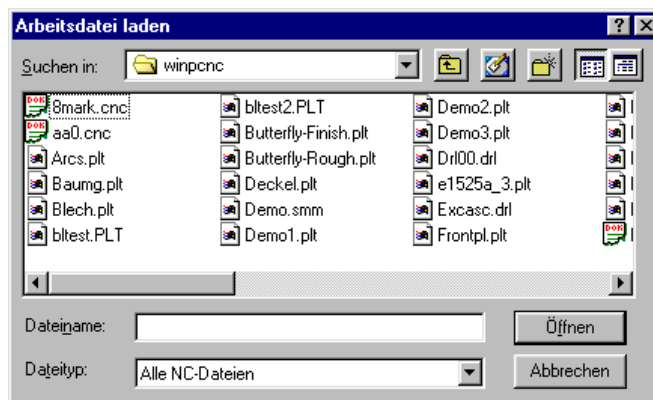 Arbeitsdatei laden
Suchen in: winpcnc
8mark.cnc
aa0.cnc
Arcs.plt
Baumg.plt
Blech.plt
bltest.PLT
bltest2.PLT
Butterfly-Finish.plt
Butterfly-Rough.plt
Deckel.plt
Demo.smm
Demo1.plt
Demo2.plt
Demo3.plt
Drl00.drl
e1525a_3.plt
Excasc.drl
Frontpl.plt
Dateiname: Öffnen
Dateityp: Alle NC-Dateien Abbrechen